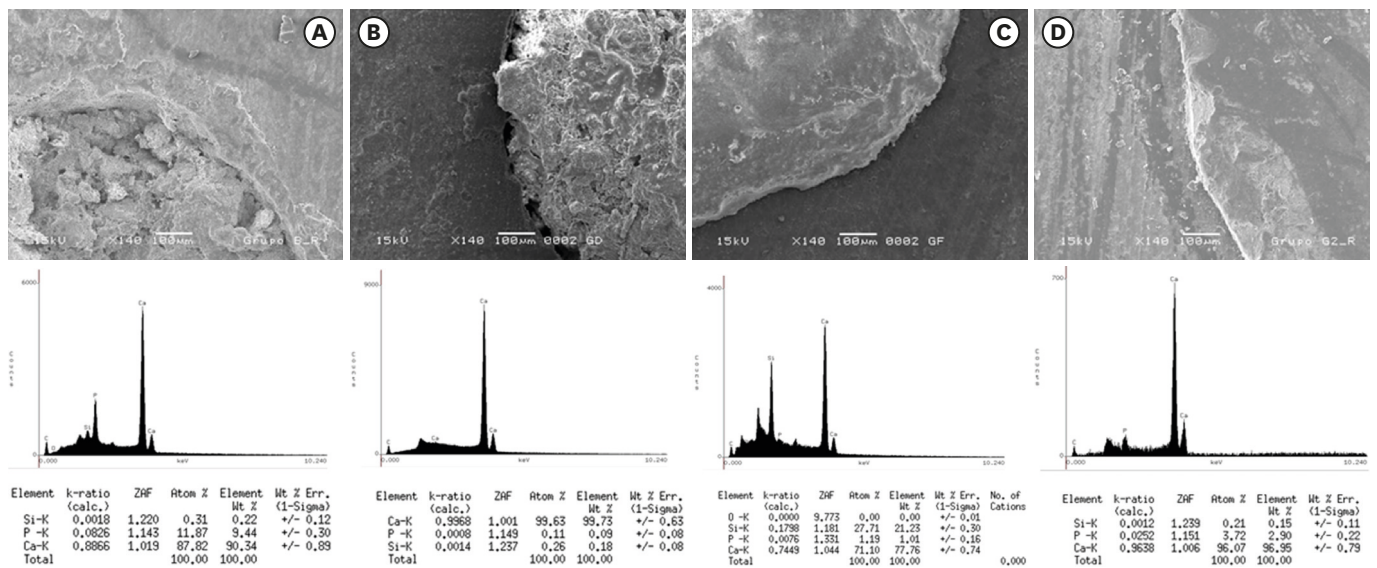 A
B
C
D
15kV X140 100µm Grupo B_R
15kV X140 100µm 0002 GD
15kV X140 100µm 0002 GF
15kV X140 100µm Grupo G2_R
6000
Counts
Ca
P
Si
C
O
Ca
0
0.000 keV 10.240
9000
Counts
Ca
C
Ca
Ca
0
0.000 keV 10.240
4000
Counts
Ca
Si
P
C
Ca
0
0.000 keV 10.240
700
Counts
Ca
Ca
P
C
0
0.000 keV 10.240
Element k-ratio ZAF Atom % Element Wt % Err.
(calc.) Wt % (1-Sigma)
Si-K 0.0018 1.220 0.31 0.22 +/- 0.12
P -K 0.0826 1.143 11.87 9.44 +/- 0.30
Ca-K 0.8866 1.019 87.82 90.34 +/- 0.89
Total 100.00 100.00
Element k-ratio ZAF Atom % Element Wt % Err.
(calc.) Wt % (1-Sigma)
Ca-K 0.9968 1.001 99.63 99.73 +/- 0.63
P -K 0.0008 1.149 0.11 0.09 +/- 0.08
Si-K 0.0014 1.237 0.26 0.18 +/- 0.08
Total 100.00 100.00
Element k-ratio ZAF Atom % Element Wt % Err. No. of
(calc.) Wt % (1-Sigma) Cations
O -K 0.0000 9.773 0.00 0.00 +/- 0.01
Si-K 0.1798 1.181 27.71 21.23 +/- 0.30
P -K 0.0076 1.331 1.19 1.01 +/- 0.16
Ca-K 0.7449 1.044 71.10 77.76 +/- 0.74
Total 100.00 100.00 0.000
Element k-ratio ZAF Atom % Element Wt % Err.
(calc.) Wt % (1-Sigma)
Si-K 0.0012 1.239 0.21 0.15 +/- 0.11
P -K 0.0252 1.151 3.72 2.90 +/- 0.22
Ca-K 0.9638 1.006 96.07 96.95 +/- 0.79
Total 100.00 100.00